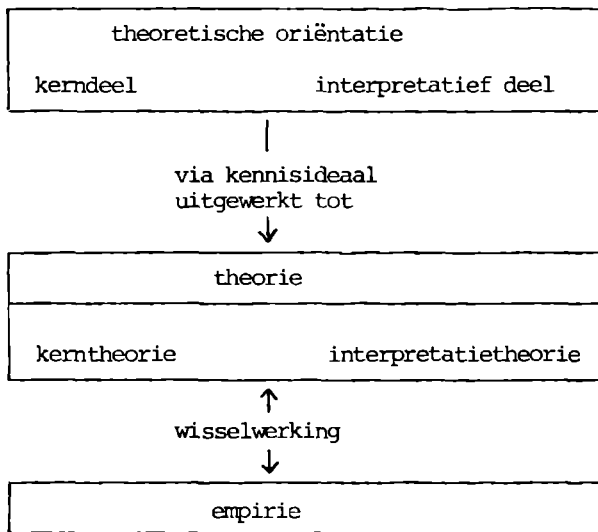 theoretische oriëntatie
kerndeel interpretatief deel
via kennisideaal
uitgewerkt tot
theorie
kerntheorie interpretatietheorie
wisselwerking
empirie